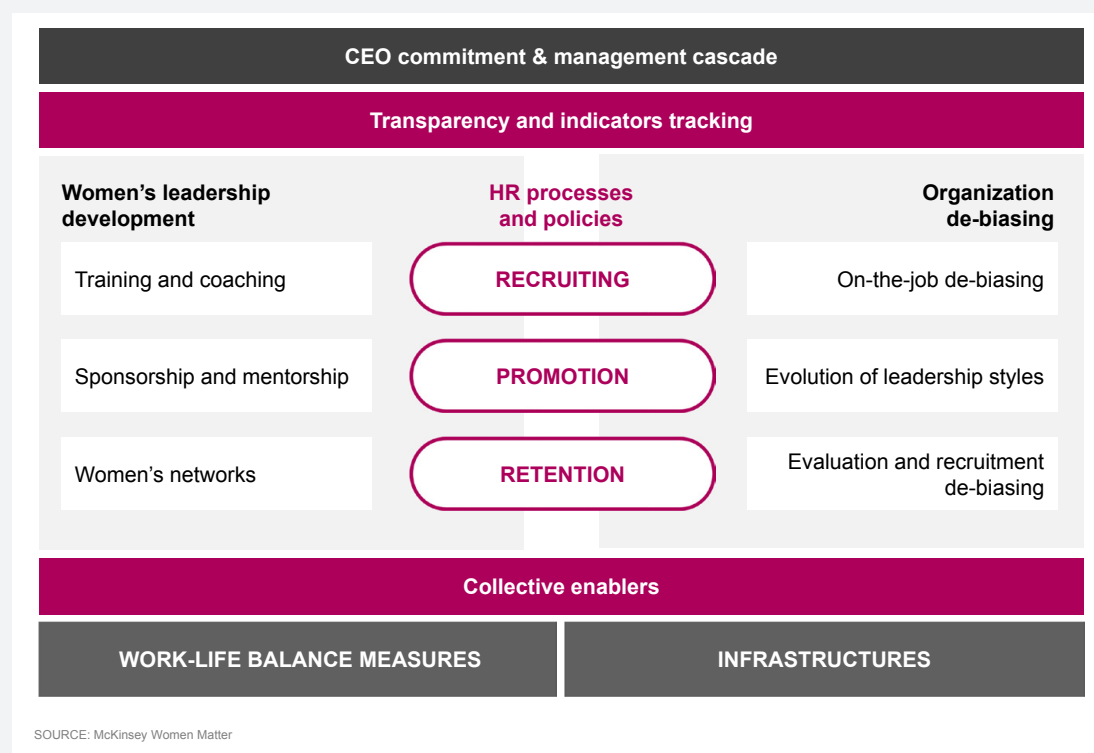 CEO commitment & management cascade
Transparency and indicators tracking
Women’s leadership
development
HR processes
and policies
Organization
de-biasing
Training and coaching
RECRUITING
On-the-job de-biasing
Sponsorship and mentorship
PROMOTION
Evolution of leadership styles
Women’s networks
RETENTION
Evaluation and recruitment
de-biasing
Collective enablers
WORK-LIFE BALANCE MEASURES
INFRASTRUCTURES
SOURCE: McKinsey Women Matter